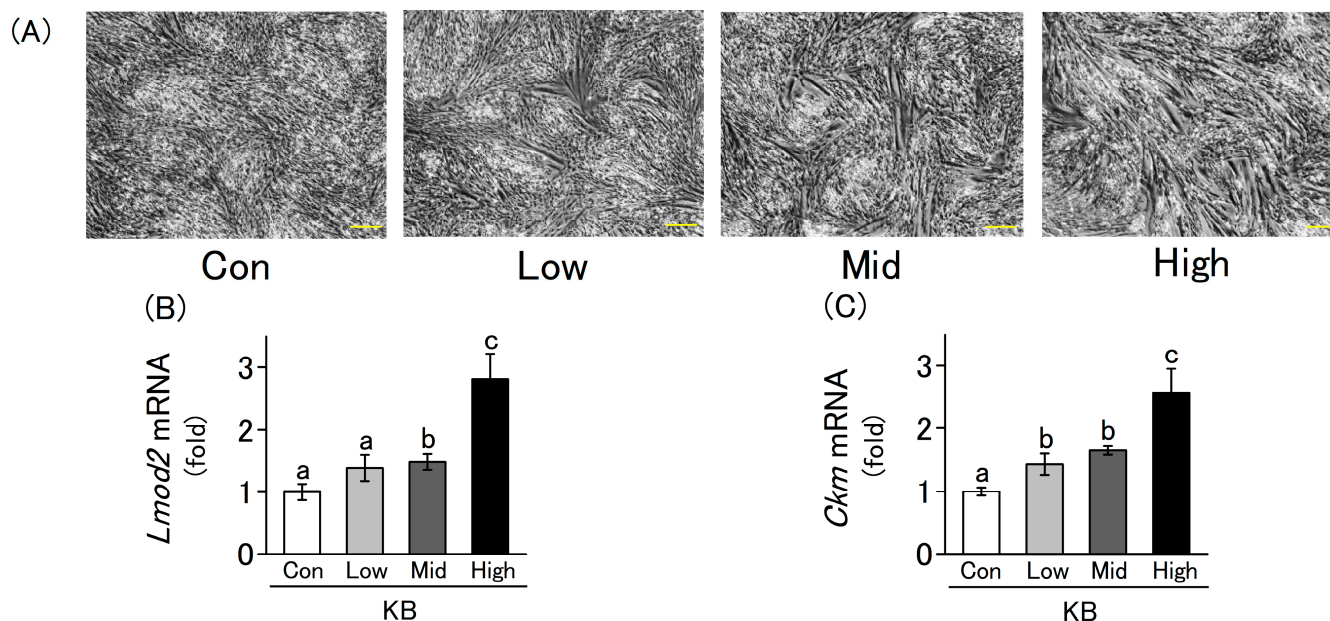 (A)
Con Low Mid High
(B)
Lmod2 mRNA
(fold)
3
2
1
0
a a b c
Con Low Mid High
KB
(C)
Ckm mRNA
(fold)
3
2
1
0
a b b c
Con Low Mid High
KB